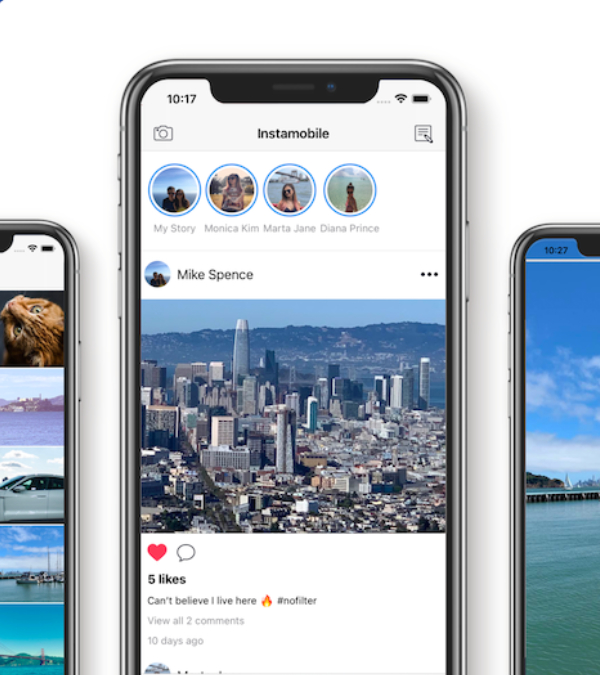 10:17
Instamobile
My Story Monica Kim Marta Jane Diana Prince
Mike Spence
5 likes
Can't believe I live here 🔥 #nofilter
View all 2 comments
10 days ago
10:27